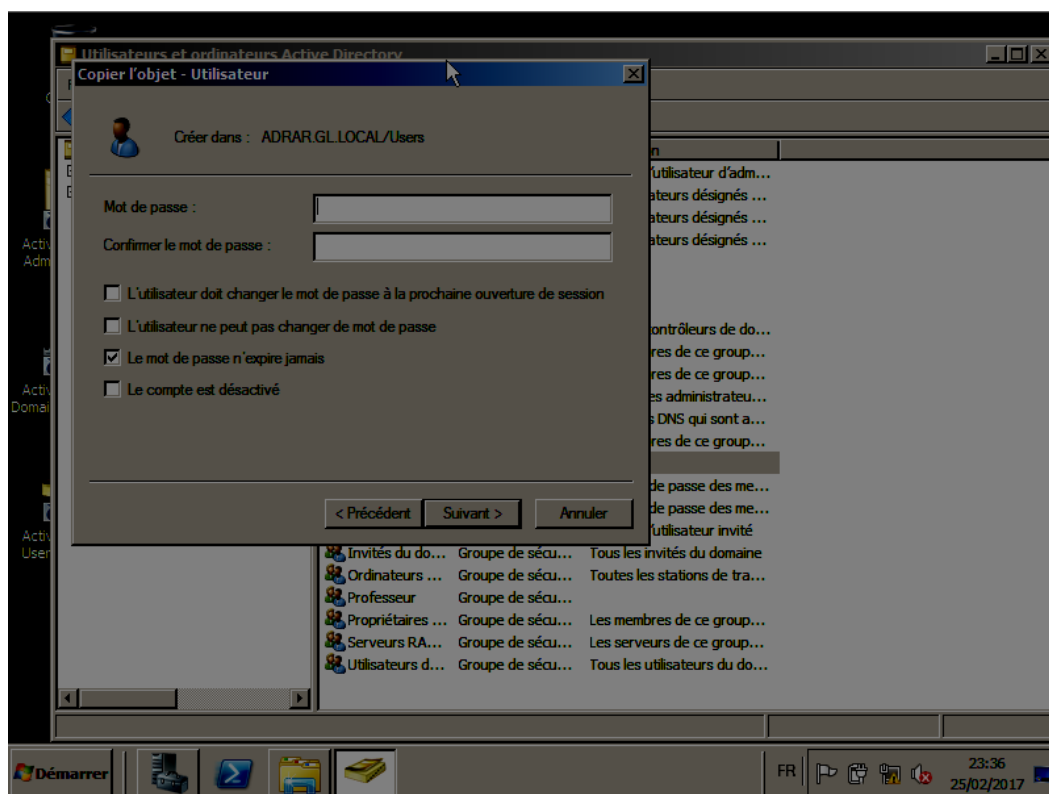 Utilisateurs et ordinateurs Active Directory
Copier l'objet - Utilisateur
Créer dans : ADRAR.GL.LOCAL/Users
Mot de passe :
Confirmer le mot de passe :
L'utilisateur doit changer le mot de passe à la prochaine ouverture de session
L'utilisateur ne peut pas changer de mot de passe
Le mot de passe n'expire jamais
Le compte est désactivé
< Précédent Suivant > Annuler
on
'utilisateur d'adm...
ateurs désignés ...
ateurs désignés ...
ateurs désignés ...
ontrôleurs de do...
res de ce group...
res de ce group...
es administrateu...
s DNS qui sont a...
res de ce group...
de passe des me...
de passe des me...
'utilisateur invité
Invités du do... Groupe de sécu... Tous les invités du domaine
Ordinateurs ... Groupe de sécu... Toutes les stations de tra...
Professeur Groupe de sécu...
Propriétaires ... Groupe de sécu... Les membres de ce group...
Serveurs RA... Groupe de sécu... Les serveurs de ce group...
Utilisateurs d... Groupe de sécu... Tous les utilisateurs du do...
Activ
Adm
Activ
Domai
Activ
User
Démarrer
FR
23:36
25/02/2017